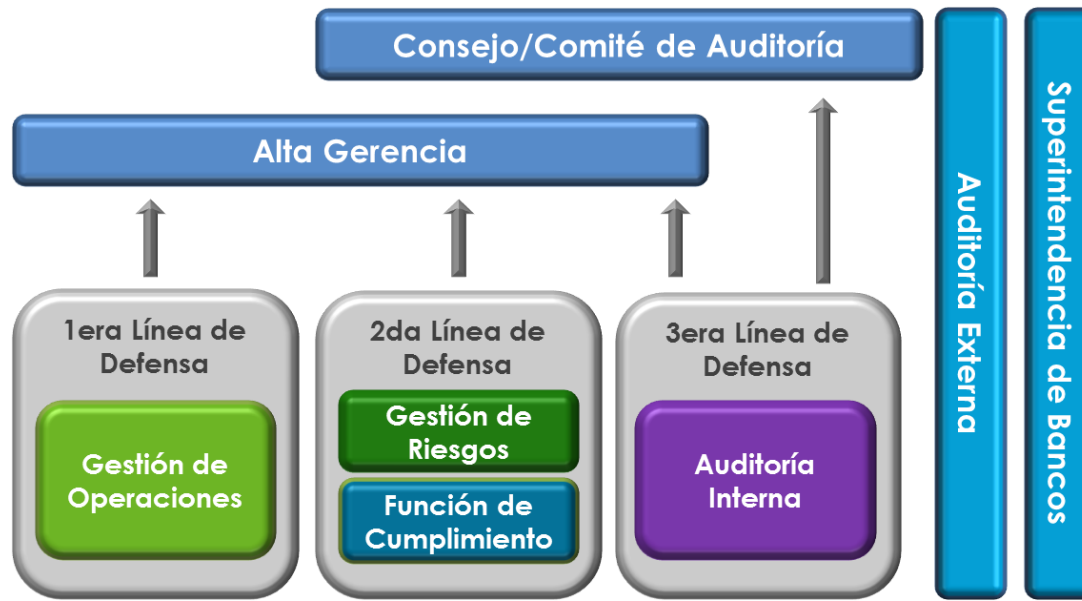 Consejo/Comité de Auditoría
Alta Gerencia
1era Línea de
Defensa
Gestión de
Operaciones
2da Línea de
Defensa
Gestión de
Riesgos
Función de
Cumplimiento
3era Línea de
Defensa
Auditoría
Interna
Auditoría Externa
Superintendencia de Bancos